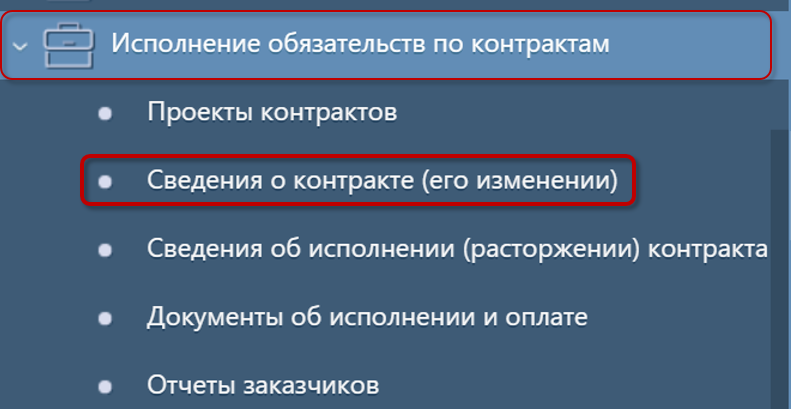 Исполнение обязательств по контрактам
Проекты контрактов
Сведения о контракте (его изменении)
Сведения об исполнении (расторжении) контракта
Документы об исполнении и оплате
Отчеты заказчиков